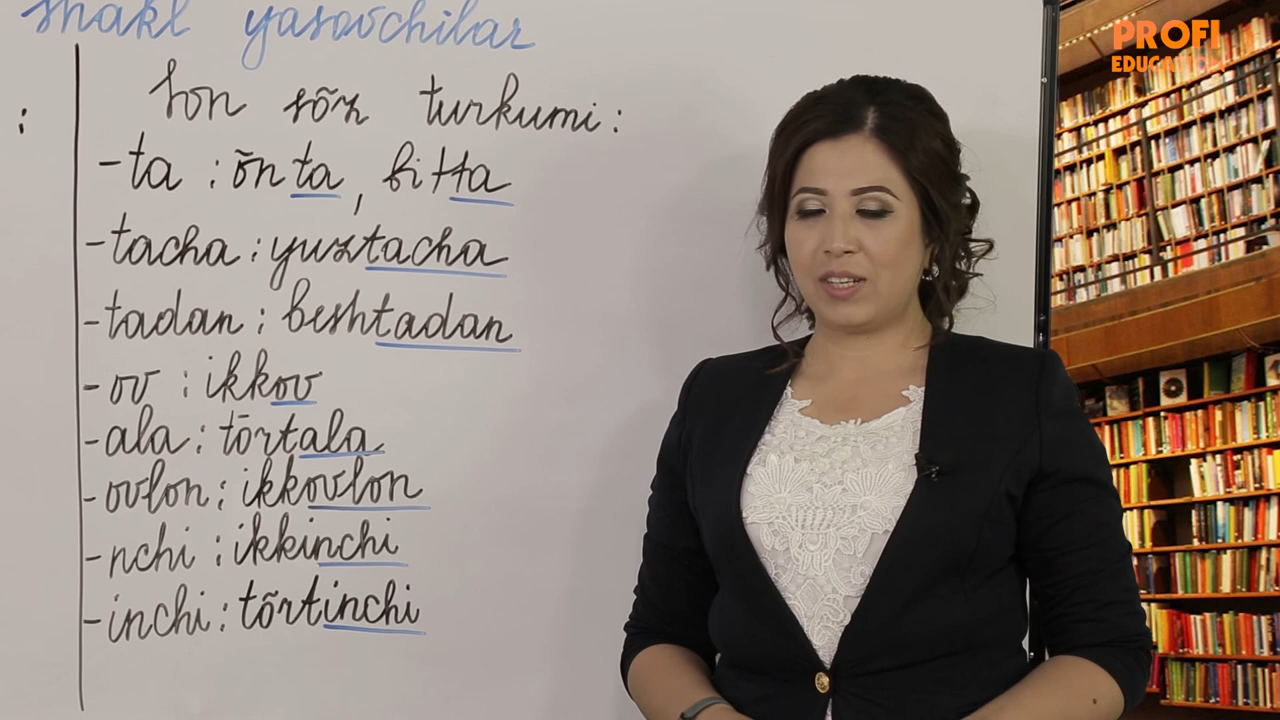 shakl yasovchilar
:
Son sõz turkumi:
-ta : õnta, bitta
-tacha : yuztacha
-tadan : beshtadan
-ov : ikkov
-ala : tõrtala
-ovlon : ikkovlon
-nchi : ikkinchi
-inchi : tõrtinchi
PROFI
EDUCATION